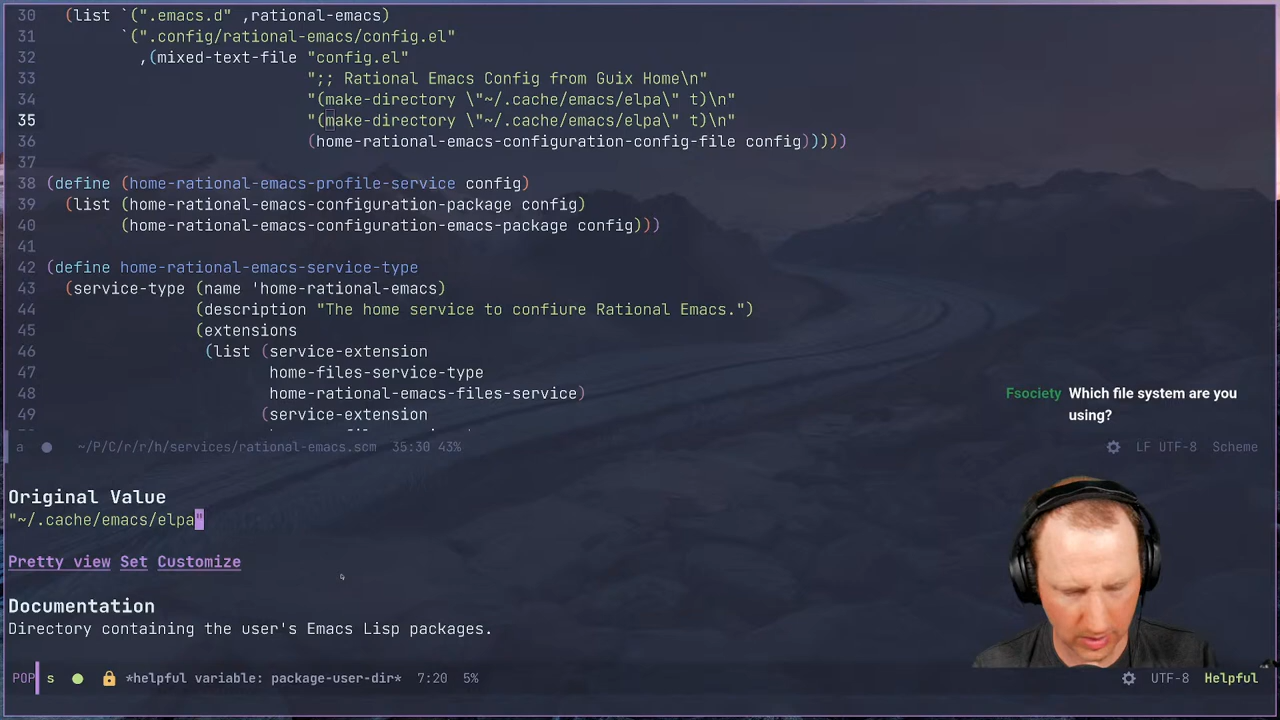 30 (list `(".emacs.d" ,rational-emacs)
31 `(".config/rational-emacs/config.el"
32 ,(mixed-text-file "config.el"
33 ";; Rational Emacs Config from Guix Home\n"
34 "(make-directory \"~/.cache/emacs/elpa\" t)\n"
35 "(make-directory \"~/.cache/emacs/elpa\" t)\n"
36 (home-rational-emacs-configuration-config-file config)))))
37
38 (define (home-rational-emacs-profile-service config)
39 (list (home-rational-emacs-configuration-package config)
40 (home-rational-emacs-configuration-emacs-package config)))
41
42 (define home-rational-emacs-service-type
43 (service-type (name 'home-rational-emacs)
44 (description "The home service to confiure Rational Emacs.")
45 (extensions
46 (list (service-extension
47 home-files-service-type
48 home-rational-emacs-files-service)
49 (service-extension
Fsociety Which file system are you
using?
a ~/P/C/r/r/h/services/rational-emacs.scm 35:30 43% LF UTF-8 Scheme
Original Value
"~/.cache/emacs/elpa"
Pretty view Set Customize
Documentation
Directory containing the user's Emacs Lisp packages.
POP s *helpful variable: package-user-dir* 7:20 5% UTF-8 Helpful